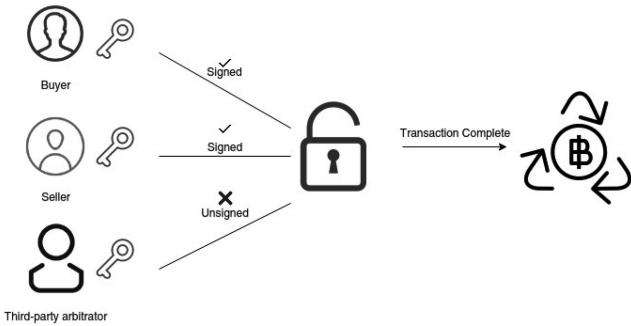 Signed
Buyer
Transaction Complete
Signed
Seller
Unsigned
Third-party arbitrator